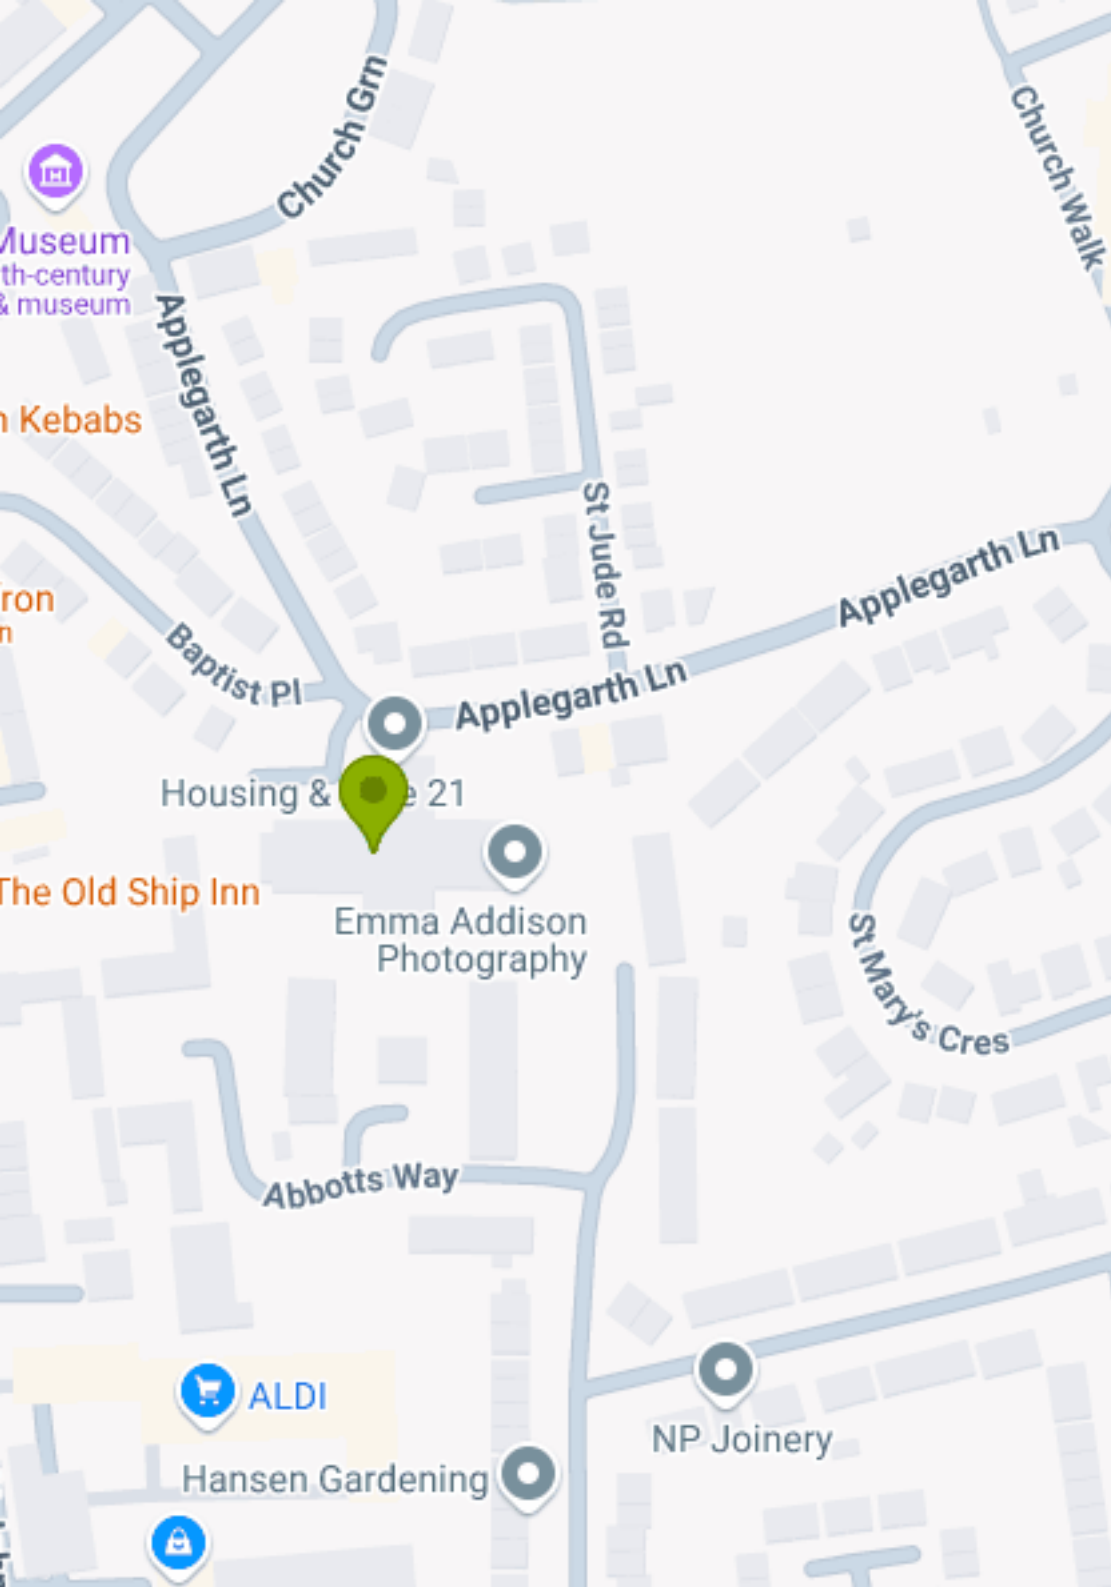 Church Grn
Church Walk
Museum
th-century
& museum
Applegarth Ln
Kebabs
St Jude Rd
Applegarth Ln
Baptist Pl
Applegarth Ln
Housing & 21
Emma Addison
Photography
The Old Ship Inn
St Mary's Cres
Abbotts Way
ALDI
NP Joinery
Hansen Gardening